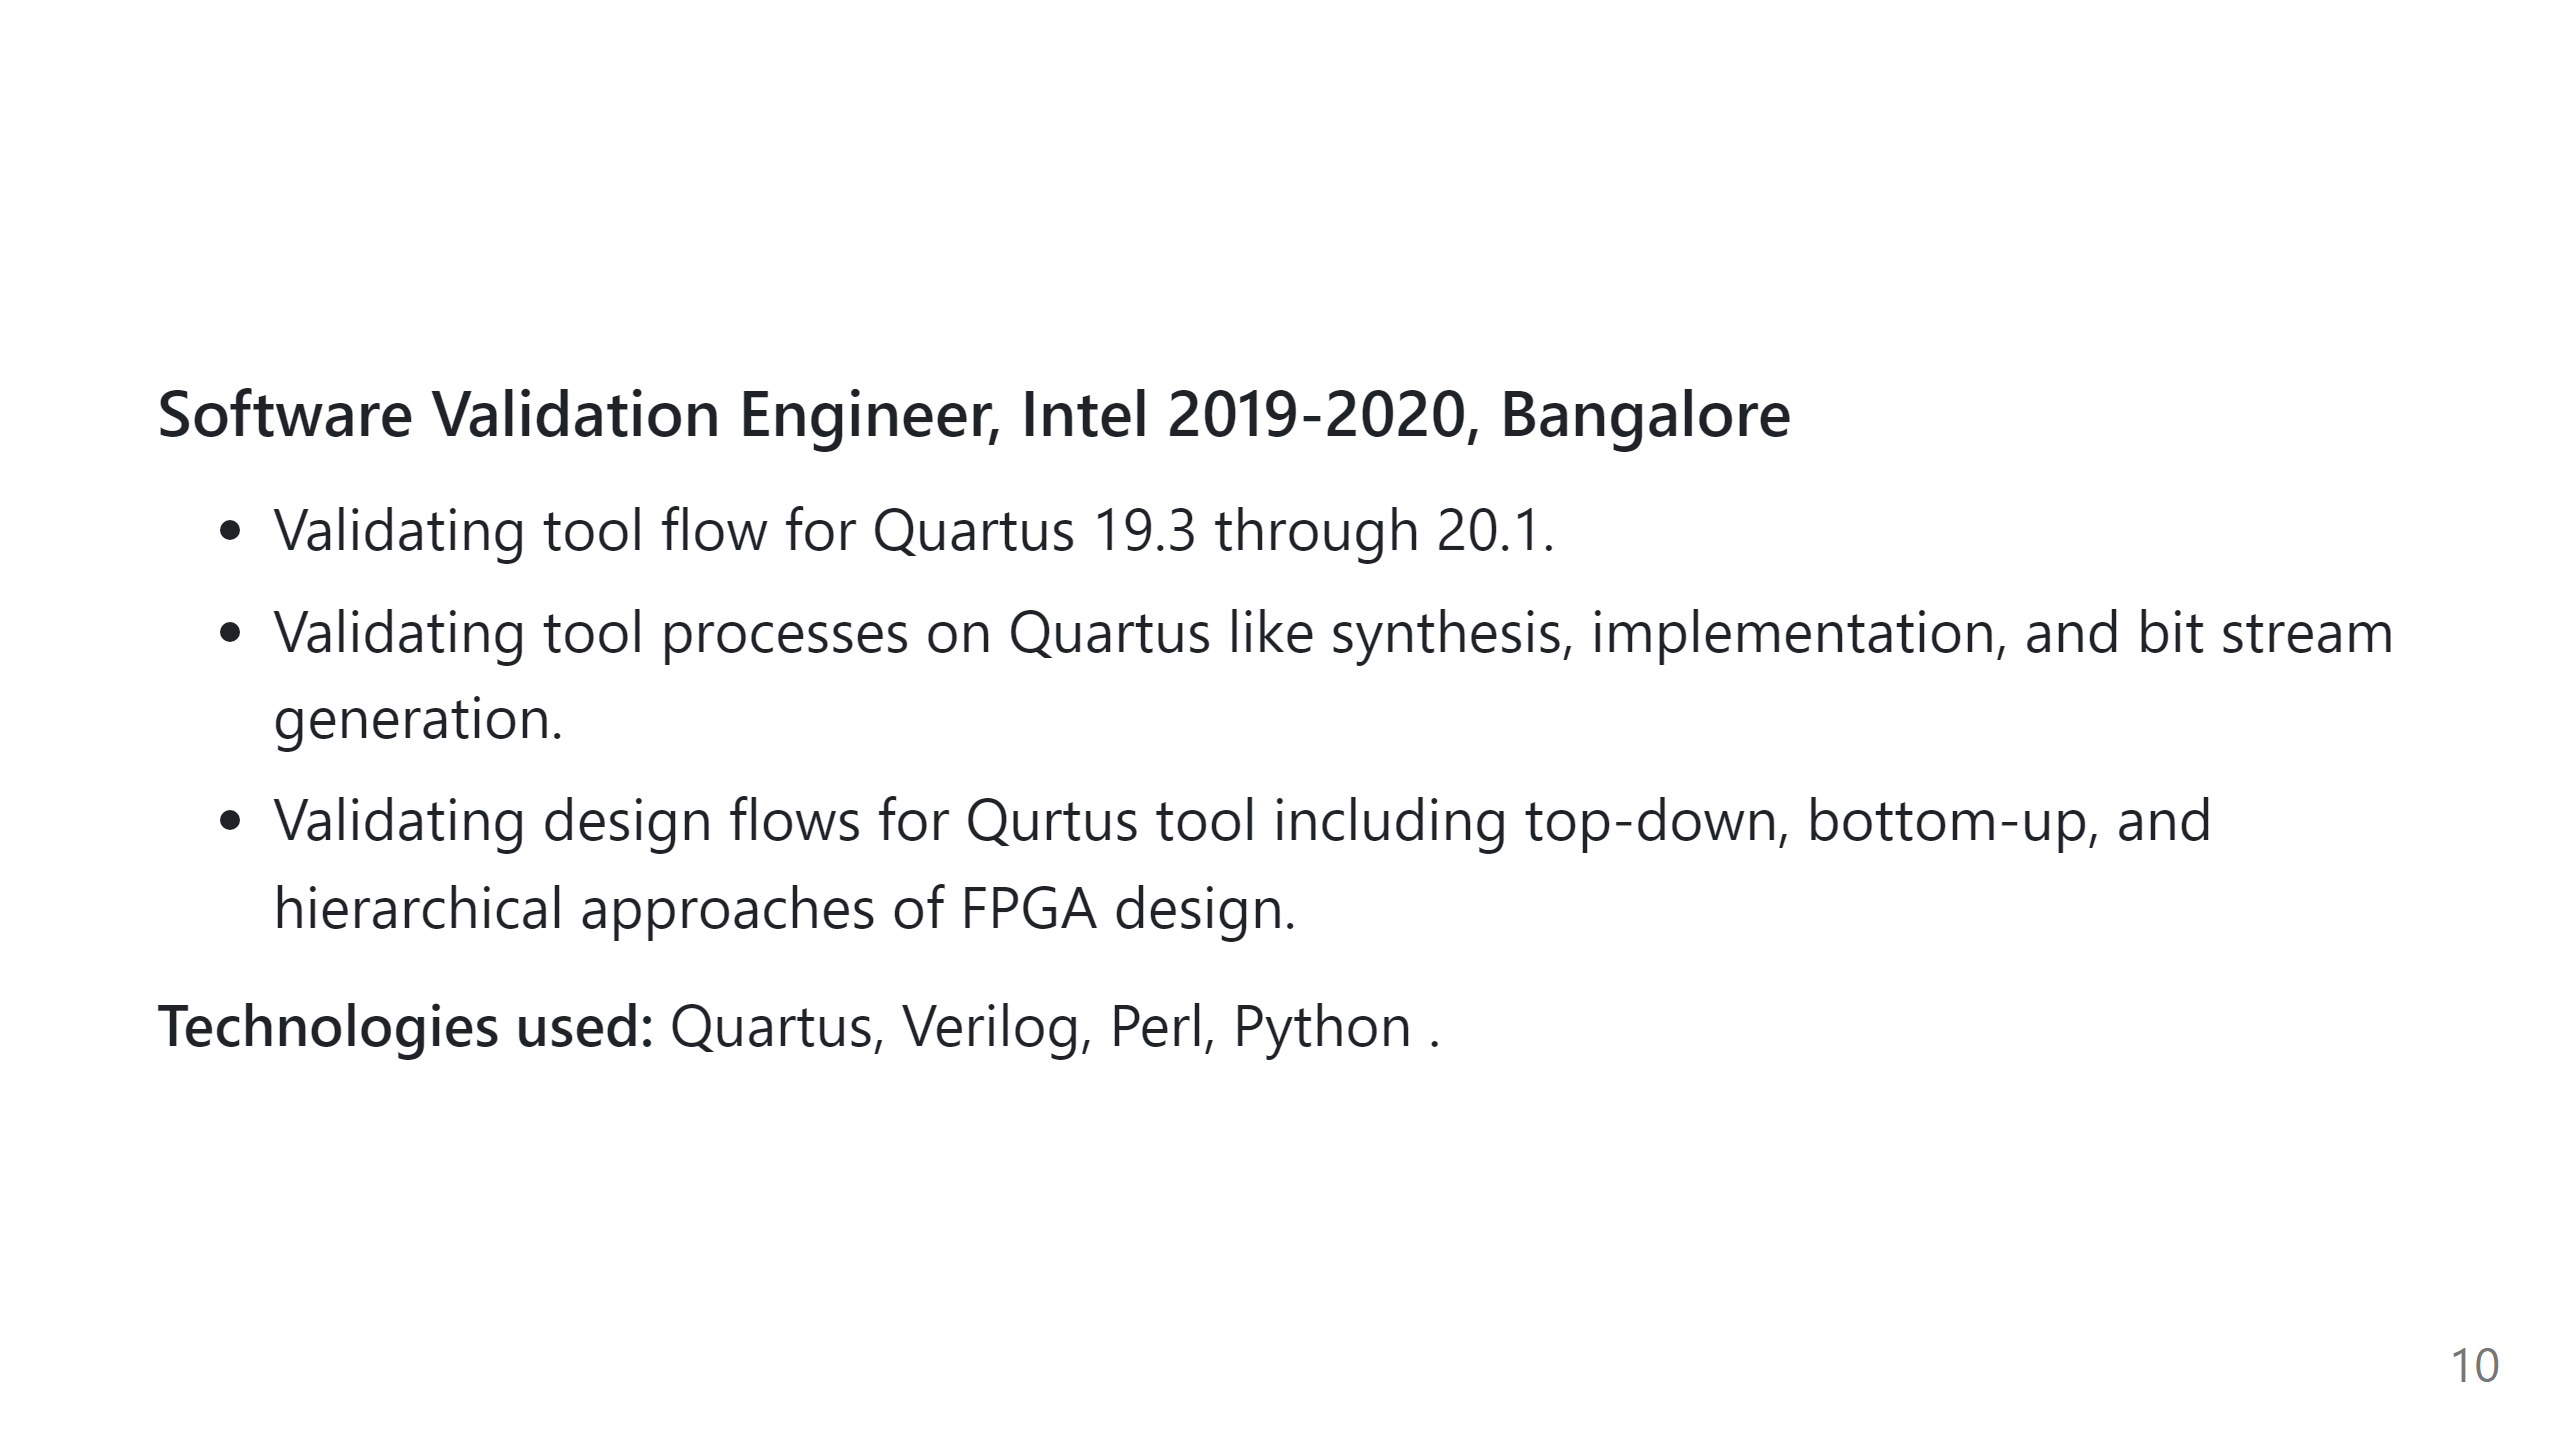 Software Validation Engineer, Intel 2019-2020, Bangalore
• Validating tool flow for Quartus 19.3 through 20.1.
• Validating tool processes on Quartus like synthesis, implementation, and bit stream
generation.
• Validating design flows for Qurtus tool including top-down, bottom-up, and
hierarchical approaches of FPGA design.
Technologies used: Quartus, Verilog, Perl, Python .
10